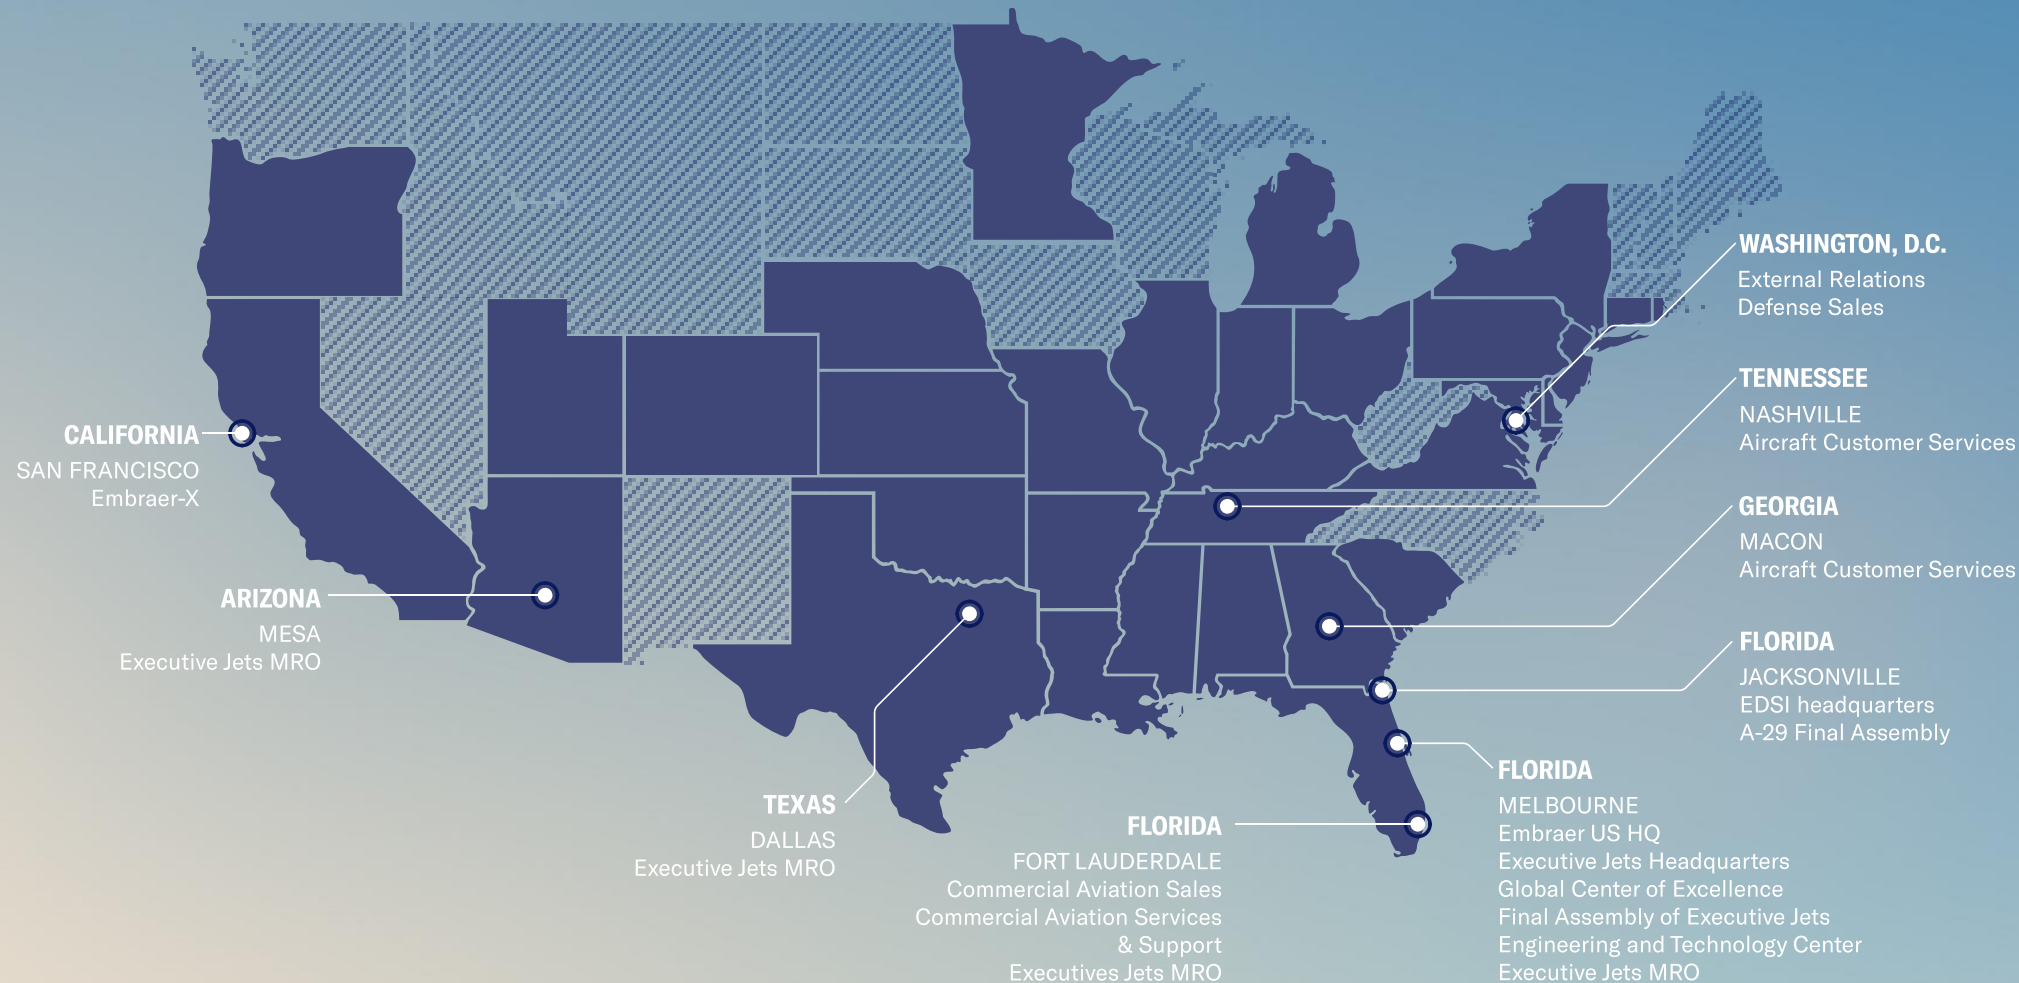 CALIFORNIA
SAN FRANCISCO
Embraer-X
ARIZONA
MESA
Executive Jets MRO
TEXAS
DALLAS
Executive Jets MRO
FLORIDA
FORT LAUDERDALE
Commercial Aviation Sales
Commercial Aviation Services
& Support
Executives Jets MRO
WASHINGTON, D.C.
External Relations
Defense Sales
TENNESSEE
NASHVILLE
Aircraft Customer Services
GEORGIA
MACON
Aircraft Customer Services
FLORIDA
JACKSONVILLE
EDSI headquarters
A-29 Final Assembly
FLORIDA
MELBOURNE
Embraer US HQ
Executive Jets Headquarters
Global Center of Excellence
Final Assembly of Executive Jets
Engineering and Technology Center
Executive Jets MRO